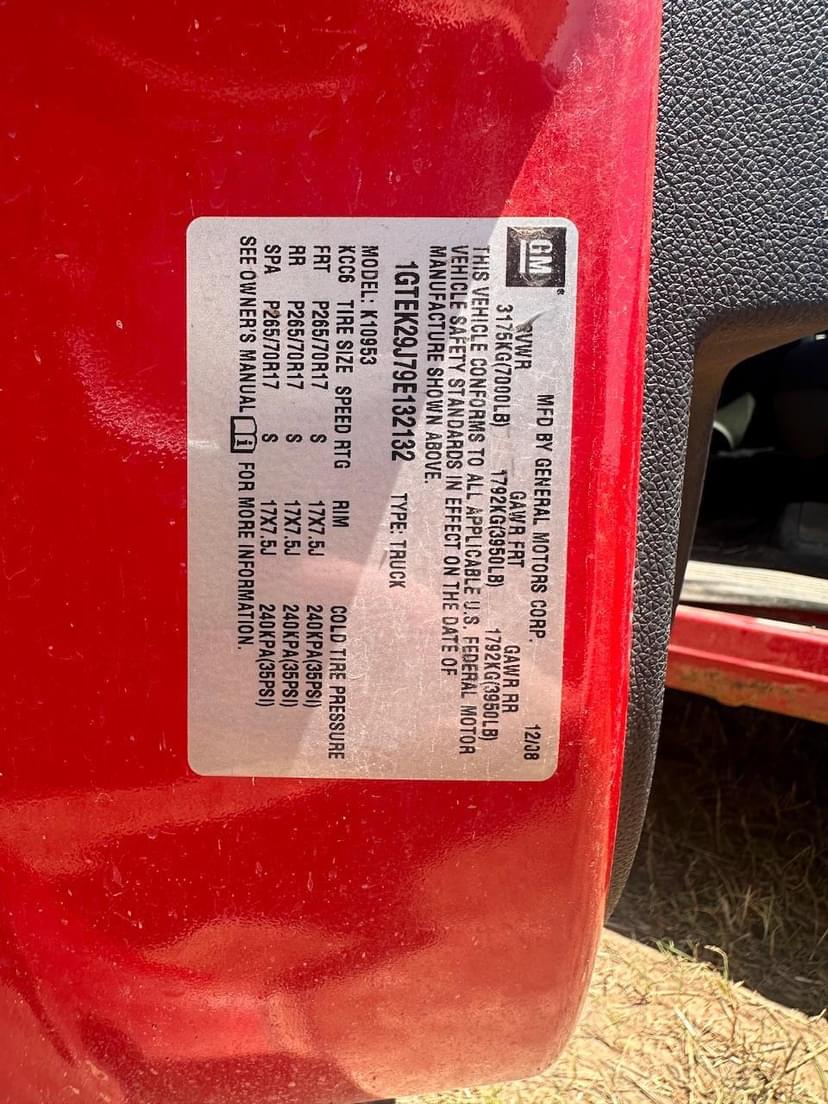 GM
MFD BY GENERAL MOTORS CORP. 12/08
GVWR GAWR FRT GAWR RR
3175KG(7000LB) 1792KG(3950LB) 1792KG(3950LB)
THIS VEHICLE CONFORMS TO ALL APPLICABLE U.S. FEDERAL MOTOR
VEHICLE SAFETY STANDARDS IN EFFECT ON THE DATE OF
MANUFACTURE SHOWN ABOVE.
1GTEK29J79E132132 TYPE: TRUCK
MODEL: K10953
KCC6 TIRE SIZE SPEED RTG RIM COLD TIRE PRESSURE
FRT P265/70R17 S 17X7.5J 240KPA(35PSI)
RR P265/70R17 S 17X7.5J 240KPA(35PSI)
SPA P265/70R17 S 17X7.5J 240KPA(35PSI)
SEE OWNER'S MANUAL FOR MORE INFORMATION.